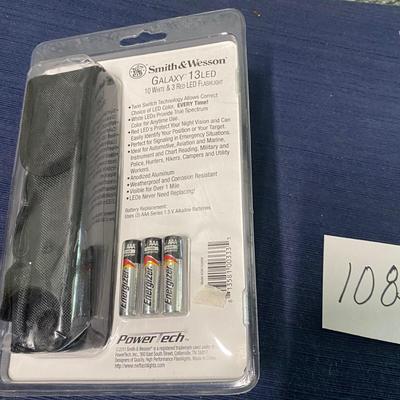 Smith & Wesson
GALAXY 13LED
10 WHITE & 3 RED LED FLASHLIGHT
• Twin Switch Technology Allows Correct
Choice of LED Color, EVERY Time!
• White LEDs Provide True Spectrum
Color for Anytime Use.
• Red LED's Protect Your Night Vision and Can
Easily Identify Your Position or Your Target.
• Perfect for Signaling in Emergency Situations.
• Ideal for Automotive, Aviation and Marine,
Instrument and Chart Reading, Military and
Police, Hunters, Hikers, Campers and Utility
Workers.
• Anodized Aluminum
• Weatherproof and Corrosion Resistant
• Visible for Over 1 Mile
• LEDs Never Need Replacing!
Battery Replacement:
Uses (3) AAA Series 1.5 V Alkaline Batteries
AAA
Energizer
AAA
Energizer
AAA
Energizer
PowerTech™
108